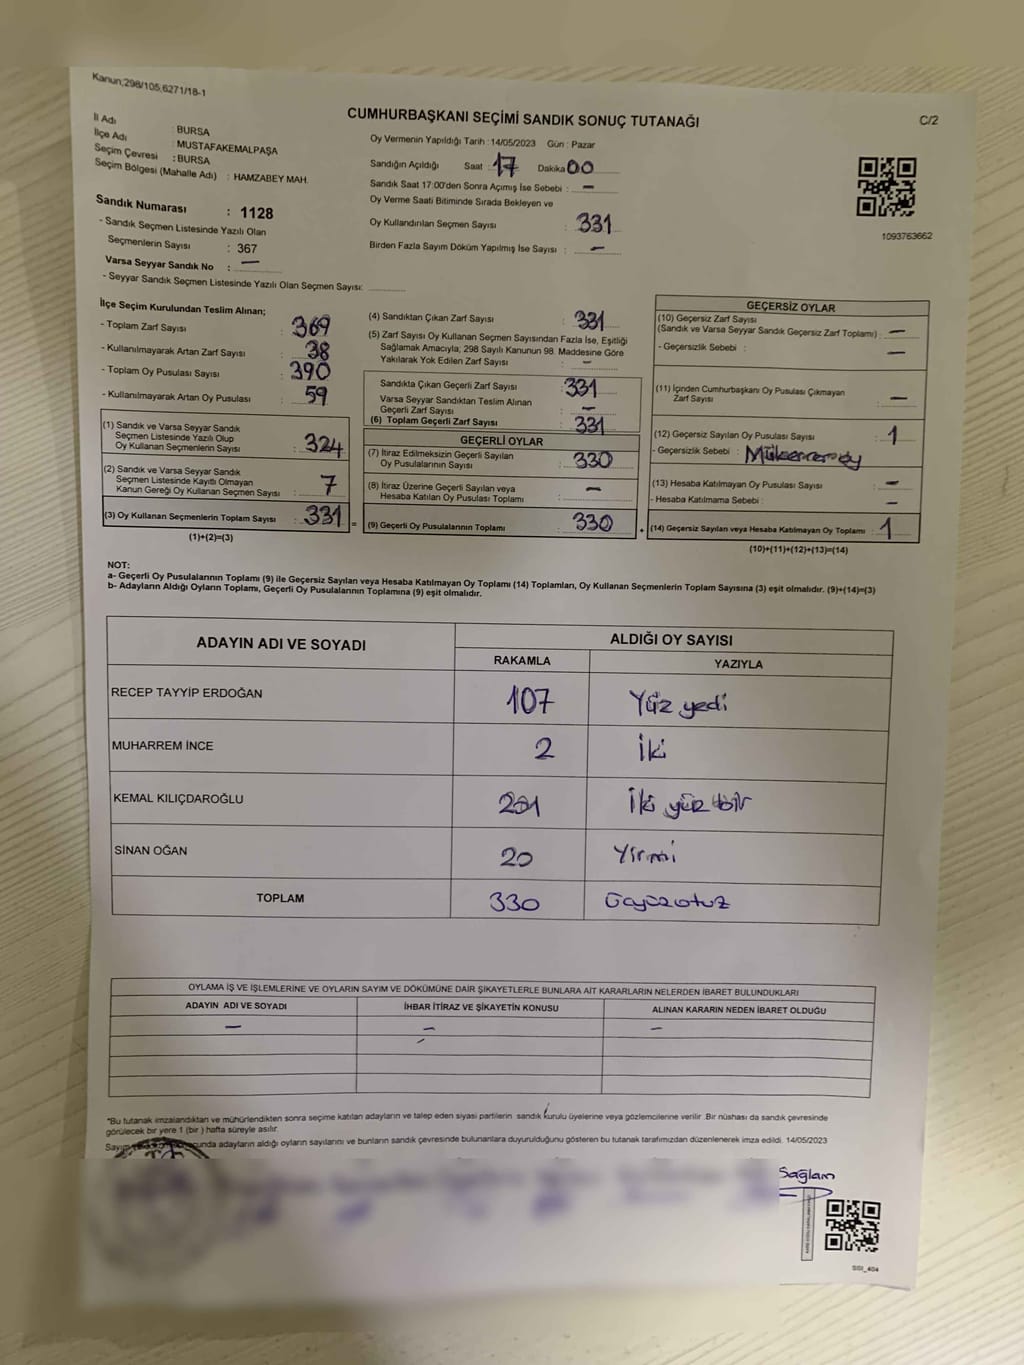 Kanun;298/105,6271/18-1
CUMHURBAŞKANI SEÇİMİ SANDIK SONUÇ TUTANAĞI
C/2
İl Adı : BURSA
İlçe Adı : MUSTAFAKEMALPAŞA
Seçim Çevresi : BURSA
Seçim Bölgesi (Mahalle Adı) : HAMZABEY MAH.
Oy Vermenin Yapıldığı Tarih : 14/05/2023 Gün : Pazar
Sandığın Açıldığı Saat : 17 Dakika 00
Sandık Saat 17:00'den Sonra Açımış İse Sebebi : –
Oy Verme Saati Bitiminde Sırada Bekleyen ve
Oy Kullandırılan Seçmen Sayısı : 331
Birden Fazla Sayım Döküm Yapılmış İse Sayısı : –
1093763662
Sandık Numarası : 1128
- Sandık Seçmen Listesinde Yazılı Olan
Seçmenlerin Sayısı : 367
Varsa Seyyar Sandık No : –
- Seyyar Sandık Seçmen Listesinde Yazılı Olan Seçmen Sayısı:
İlçe Seçim Kurulundan Teslim Alınan;
- Toplam Zarf Sayısı : 369
- Kullanılmayarak Artan Zarf Sayısı : 38
- Toplam Oy Pusulası Sayısı : 390
- Kullanılmayarak Artan Oy Pusulası : 59
(1) Sandık ve Varsa Seyyar Sandık
Seçmen Listesinde Yazılı Olup
Oy Kullanan Seçmenlerin Sayısı : 324
(2) Sandık ve Varsa Seyyar Sandık
Seçmen Listesinde Kayıtlı Olmayan
Kanun Gereği Oy Kullanan Seçmen Sayısı : 7
(3) Oy Kullanan Seçmenlerin Toplam Sayısı : 331 =
(1)+(2)=(3)
(4) Sandıktan Çıkan Zarf Sayısı : 331
(5) Zarf Sayısı Oy Kullanan Seçmen Sayısından Fazla İse, Eşitliği
Sağlamak Amacıyla; 298 Sayılı Kanunun 98. Maddesine Göre
Yakılarak Yok Edilen Zarf Sayısı : –
Sandıkta Çıkan Geçerli Zarf Sayısı : 331
Varsa Seyyar Sandıktan Teslim Alınan
Geçerli Zarf Sayısı : –
(6) Toplam Geçerli Zarf Sayısı : 331
GEÇERLİ OYLAR
(7) İtiraz Edilmeksizin Geçerli Sayılan
Oy Pusulalarının Sayısı : 330
(8) İtiraz Üzerine Geçerli Sayılan veya
Hesaba Katılan Oy Pusulası Toplamı : –
(9) Geçerli Oy Pusulalarının Toplamı : 330 +
GEÇERSİZ OYLAR
(10) Geçersiz Zarf Sayısı
(Sandık ve Varsa Seyyar Sandık Geçersiz Zarf Toplamı) : –
- Geçersizlik Sebebi : –
(11) İçinden Cumhurbaşkanı Oy Pusulası Çıkmayan
Zarf Sayısı : –
(12) Geçersiz Sayılan Oy Pusulası Sayısı : 1
- Geçersizlik Sebebi :
(13) Hesaba Katılmayan Oy Pusulası Sayısı : –
- Hesaba Katılmama Sebebi : –
(14) Geçersiz Sayılan veya Hesaba Katılmayan Oy Toplamı : 1
(10)+(11)+(12)+(13)=(14)
NOT:
a- Geçerli Oy Pusulalarının Toplamı (9) ile Geçersiz Sayılan veya Hesaba Katılmayan Oy Toplamı (14) Toplamları, Oy Kullanan Seçmenlerin Toplam Sayısına (3) eşit olmalıdır. (9)+(14)=(3)
b- Adayların Aldığı Oyların Toplamı, Geçerli Oy Pusulalarının Toplamına (9) eşit olmalıdır.
ADAYIN ADI VE SOYADI ALDIĞI OY SAYISI
RAKAMLA YAZIYLA
RECEP TAYYİP ERDOĞAN 107 Yüz yedi
MUHARREM İNCE 2 İki
KEMAL KILIÇDAROĞLU 201 İki yüz bir
SİNAN OĞAN 20 Yirmi
TOPLAM 330 Üçyüzotuz
OYLAMA İŞ VE İŞLEMLERİNE VE OYLARIN SAYIM VE DÖKÜMÜNE DAİR ŞİKAYETLERLE BUNLARA AİT KARARLARIN NELERDEN İBARET BULUNDUKLARI
ADAYIN ADI VE SOYADI İHBAR İTİRAZ VE ŞİKAYETİN KONUSU ALINAN KARARIN NEDEN İBARET OLDUĞU
– – –
*Bu tutanak imzalandıktan ve mühürlendikten sonra seçime katılan adayların ve talep eden siyasi partilerin sandık kurulu üyelerine veya gözlemcilerine verilir. Bir nüshası da sandık çevresinde
görülecek bir yere 1 (bir) hafta süreyle asılır.
Sayım adayların aldığı oyların sayılarını ve bunların sandık çevresinde bulunanlara duyurulduğunu gösteren bu tutanak tarafımızdan düzenlenerek imza edildi. 14/05/2023
Sağlam
SSI_404